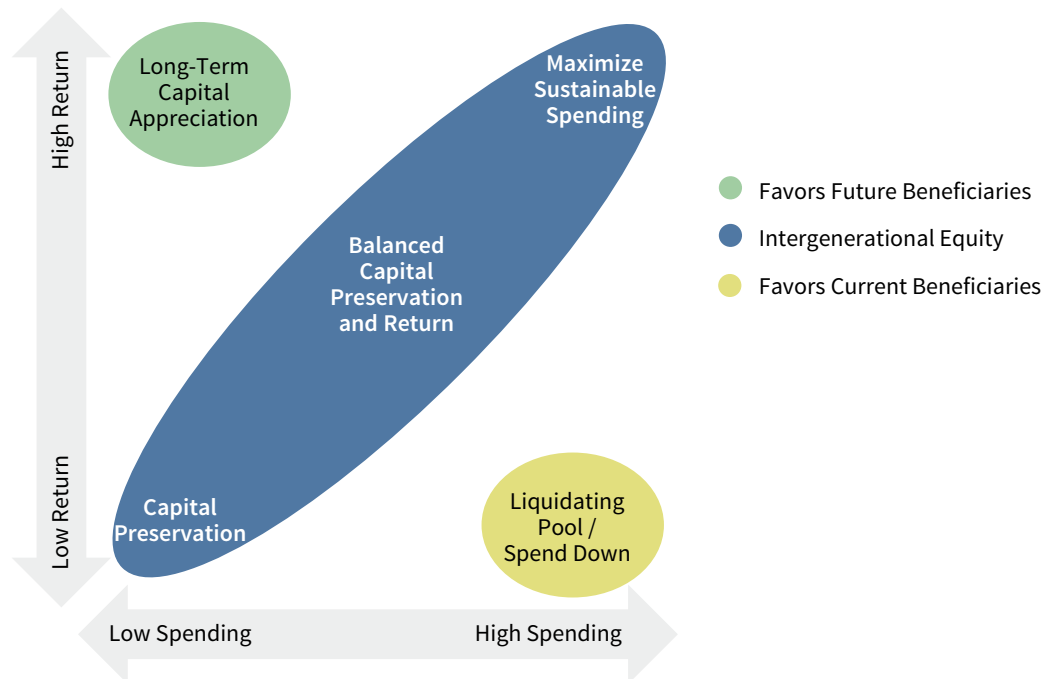 High Return
Low Return
Long-Term
Capital
Appreciation
Maximize
Sustainable
Spending
Balanced
Capital
Preservation
and Return
Capital
Preservation
Liquidating
Pool /
Spend Down
Low Spending
High Spending
Favors Future Beneficiaries
Intergenerational Equity
Favors Current Beneficiaries